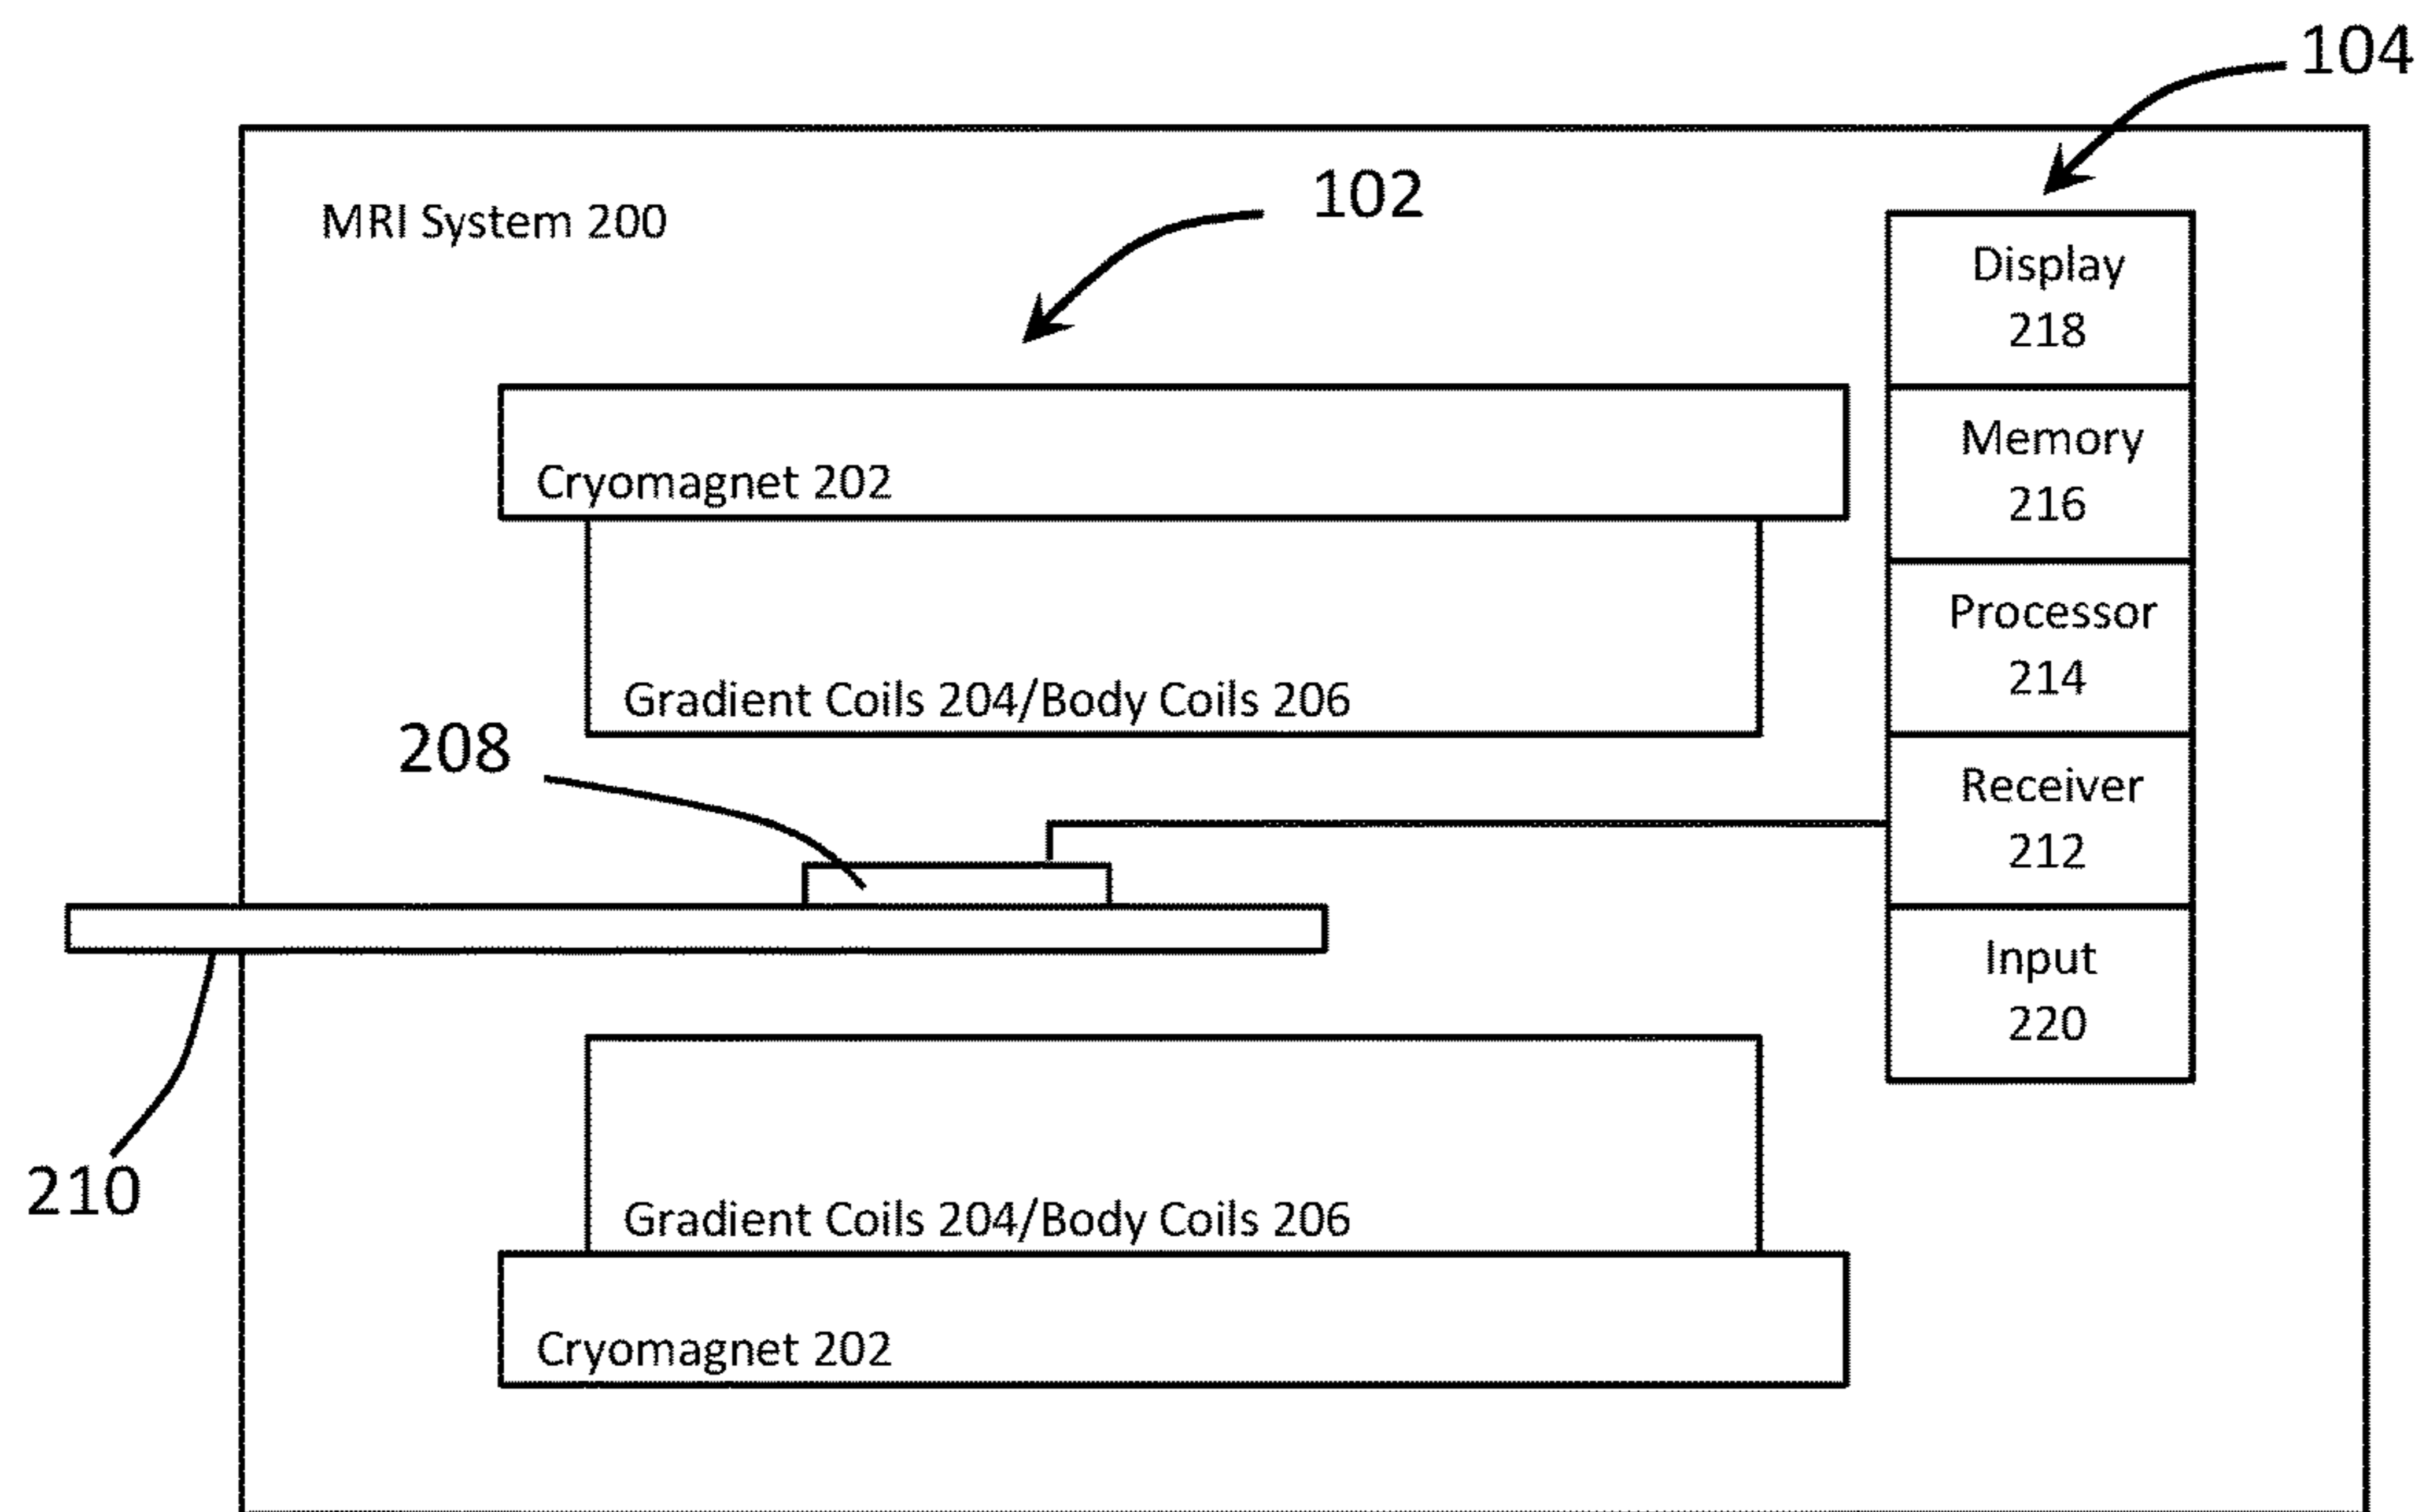 104
102
MRI System 200
Display
218
Cryomagnet 202
Memory
216
Processor
214
Gradient Coils 204/Body Coils 206
208
Receiver
212
Input
220
210
Gradient Coils 204/Body Coils 206
Cryomagnet 202